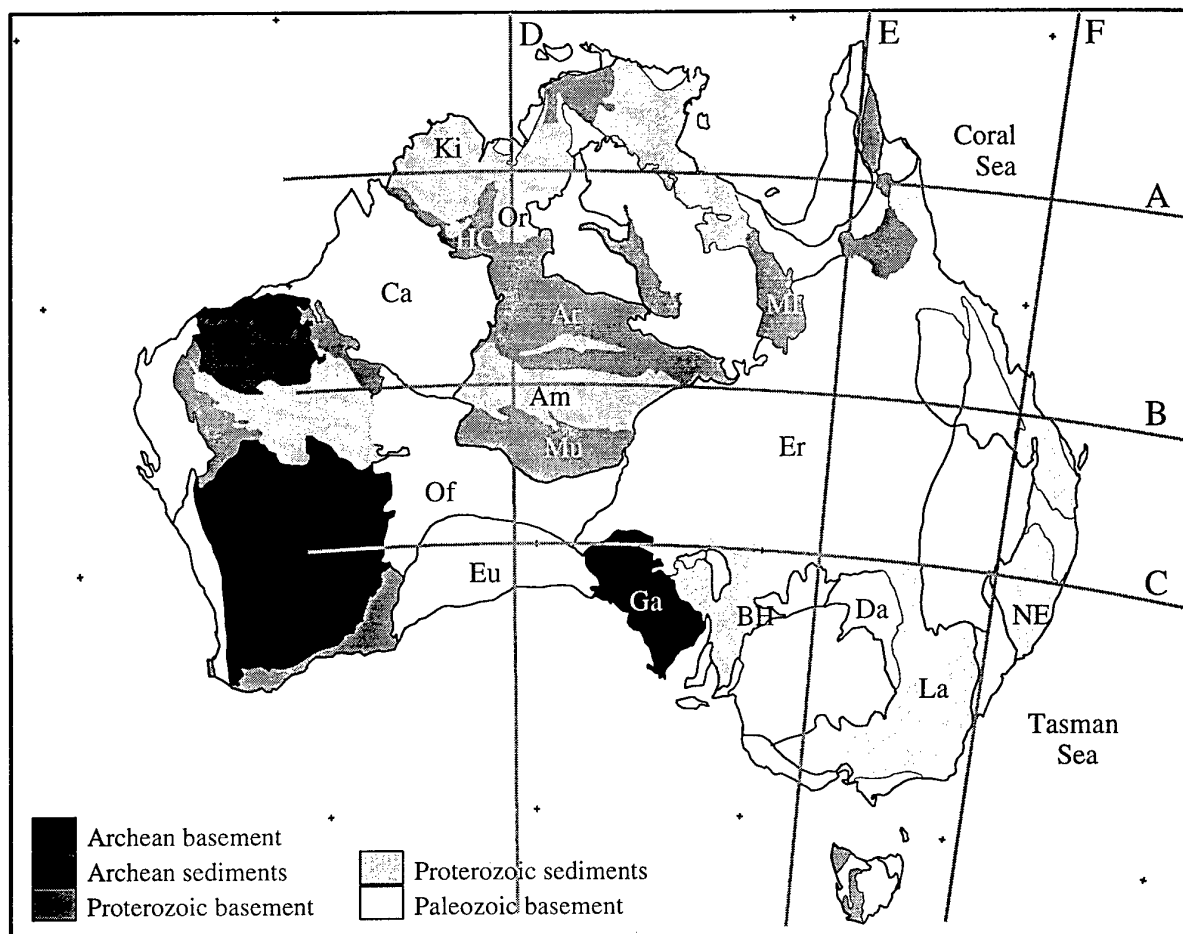 D
E
F
Coral
Sea
Ki
A
Or
HC
Ca
Ar
MI
B
Am
Mu
Er
Of
C
Eu
Ga
BH
Da
NE
La
Tasman
Sea
Archean basement
Archean sediments
Proterozoic basement
Proterozoic sediments
Paleozoic basement